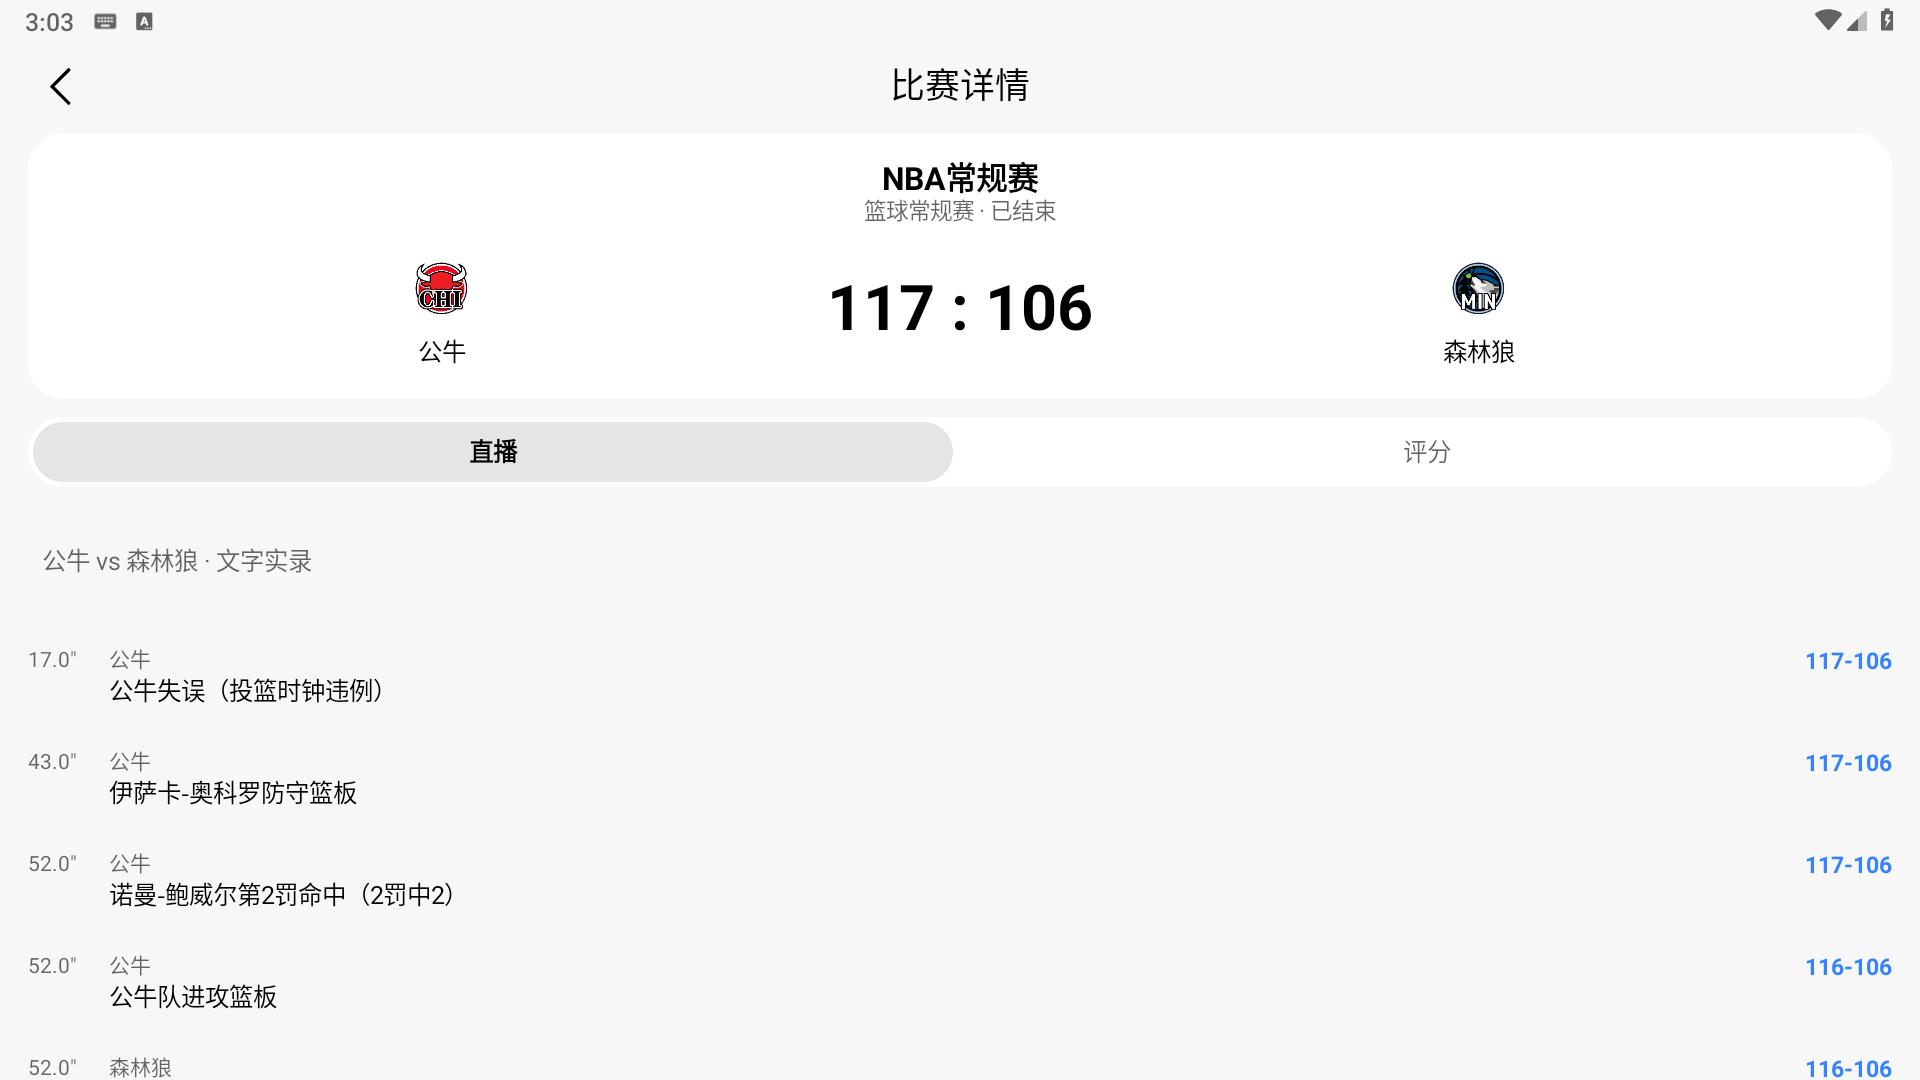 3:03
比赛详情
NBA常规赛
篮球常规赛 · 已结束
CHI
公牛
117 : 106
MIN
森林狼
直播
评分
公牛 vs 森林狼 · 文字实录
17.0"
公牛
117-106
公牛失误（投篮时钟违例）
43.0"
公牛
117-106
伊萨卡-奥科罗防守篮板
52.0"
公牛
117-106
诺曼-鲍威尔第2罚命中（2罚中2）
52.0"
公牛
116-106
公牛队进攻篮板
52.0"
森林狼
116-106